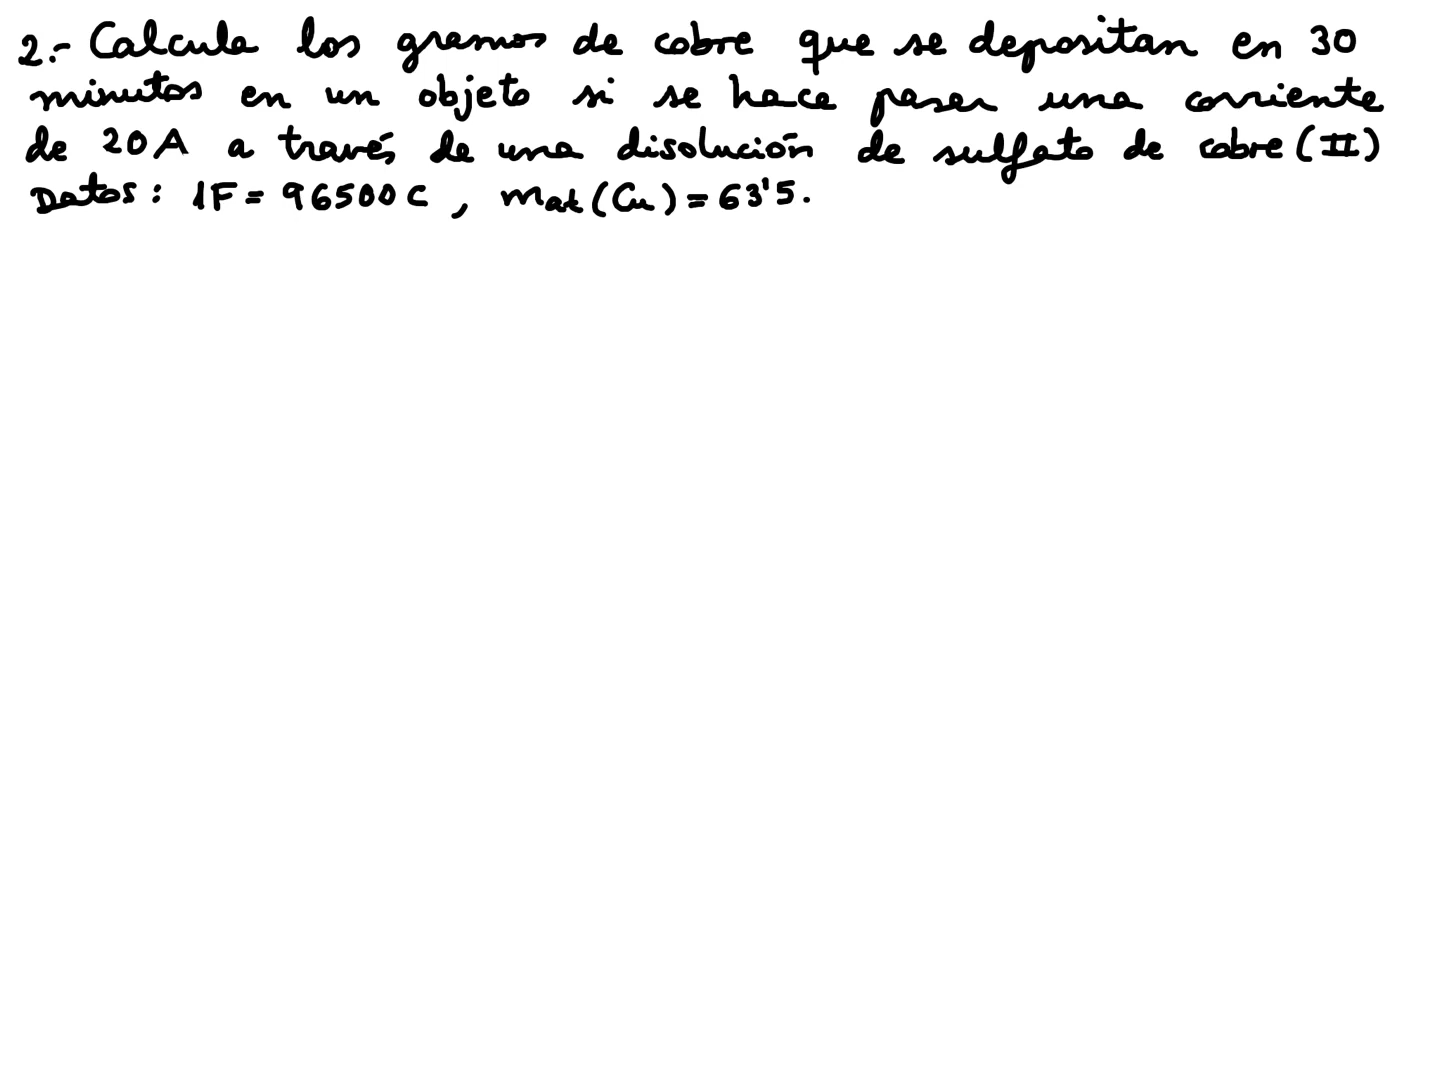 2.- Calcula los gramos de cobre que se depositan en 30
minutos en un objeto si se hace pasar una corriente
de 20A a través de una disolución de sulfato de cobre (II)
Datos: 1F = 96500 C, mat (Cu) = 63'5.